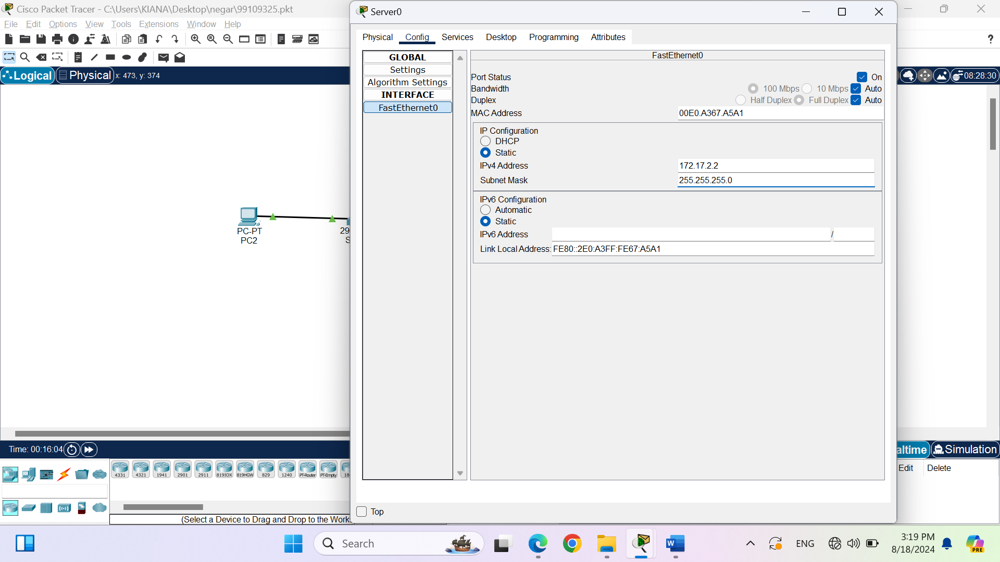 Cisco Packet Tracer - C:\Users\KIANA\Desktop\negar\99109325.pkt
File Edit Options View Tools Extensions Window Help
?
Logical Physical x: 473, y: 374
08:28:30
PC-PT
PC2
29
S
Time: 00:16:04
altime Simulation
4331 4321 1941 2901 2911 819IOX 819HGW 829 1240 PT-Router PT-Empty 18
Edit Delete
(Select a Device to Drag and Drop to the Works
Server0
Physical Config Services Desktop Programming Attributes
GLOBAL
Settings
Algorithm Settings
INTERFACE
FastEthernet0
FastEthernet0
Port Status On
Bandwidth 100 Mbps 10 Mbps Auto
Duplex Half Duplex Full Duplex Auto
MAC Address 00E0.A367.A5A1
IP Configuration
DHCP
Static
IPv4 Address 172.17.2.2
Subnet Mask 255.255.255.0
IPv6 Configuration
Automatic
Static
IPv6 Address /
Link Local Address: FE80::2E0:A3FF:FE67:A5A1
Top
Search
ENG
3:19 PM
8/18/2024
PRE